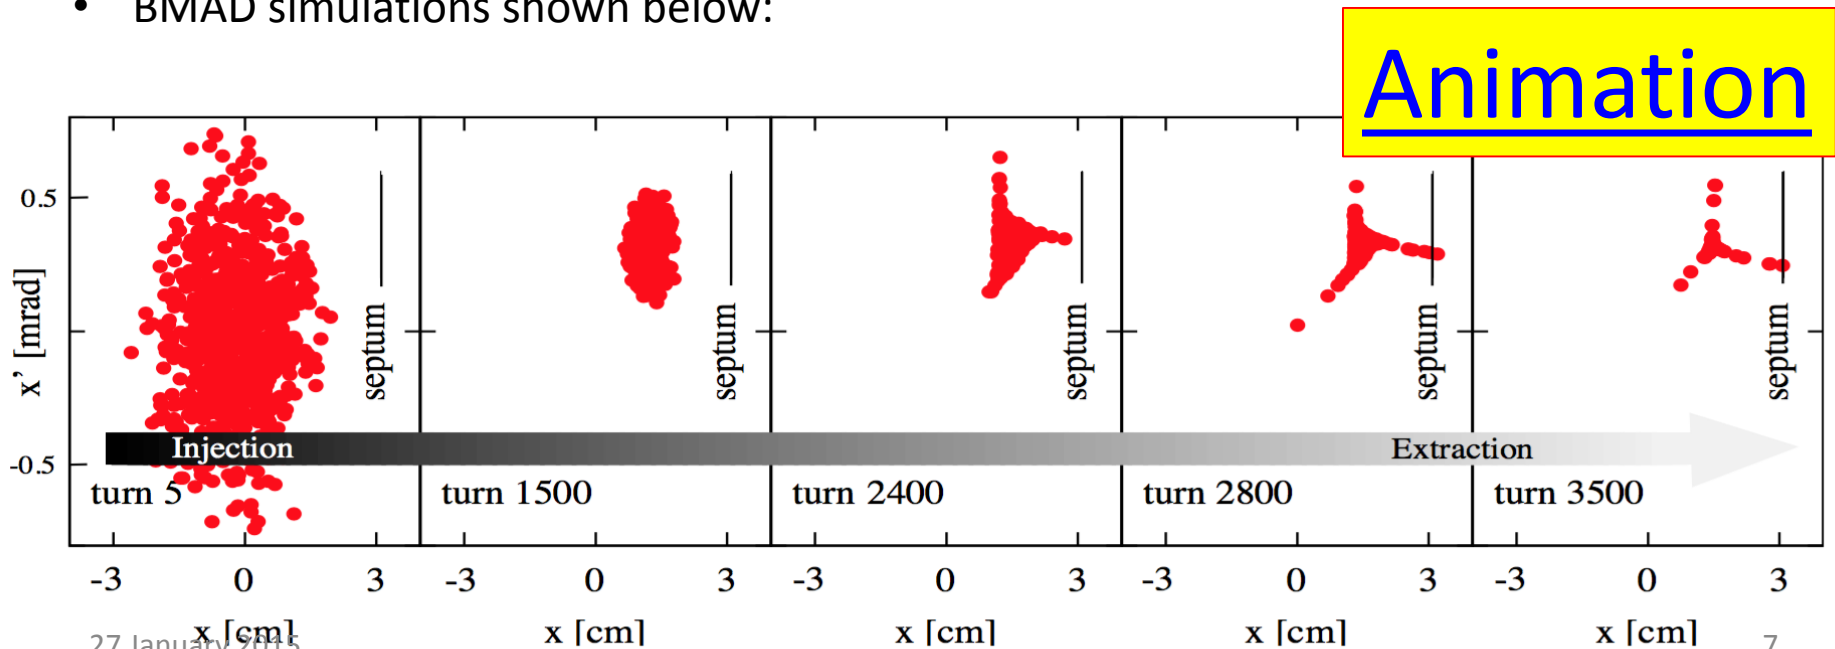 • BMAD simulations shown below:
Animation
0.5
-0.5
x' [mrad]
septum
septum
septum
septum
septum
Injection
Extraction
turn 5
turn 1500
turn 2400
turn 2800
turn 3500
-3 0 3
-3 0 3
-3 0 3
-3 0 3
-3 0 3
x [cm]
x [cm]
x [cm]
x [cm]
x [cm]
27 January 2015
7